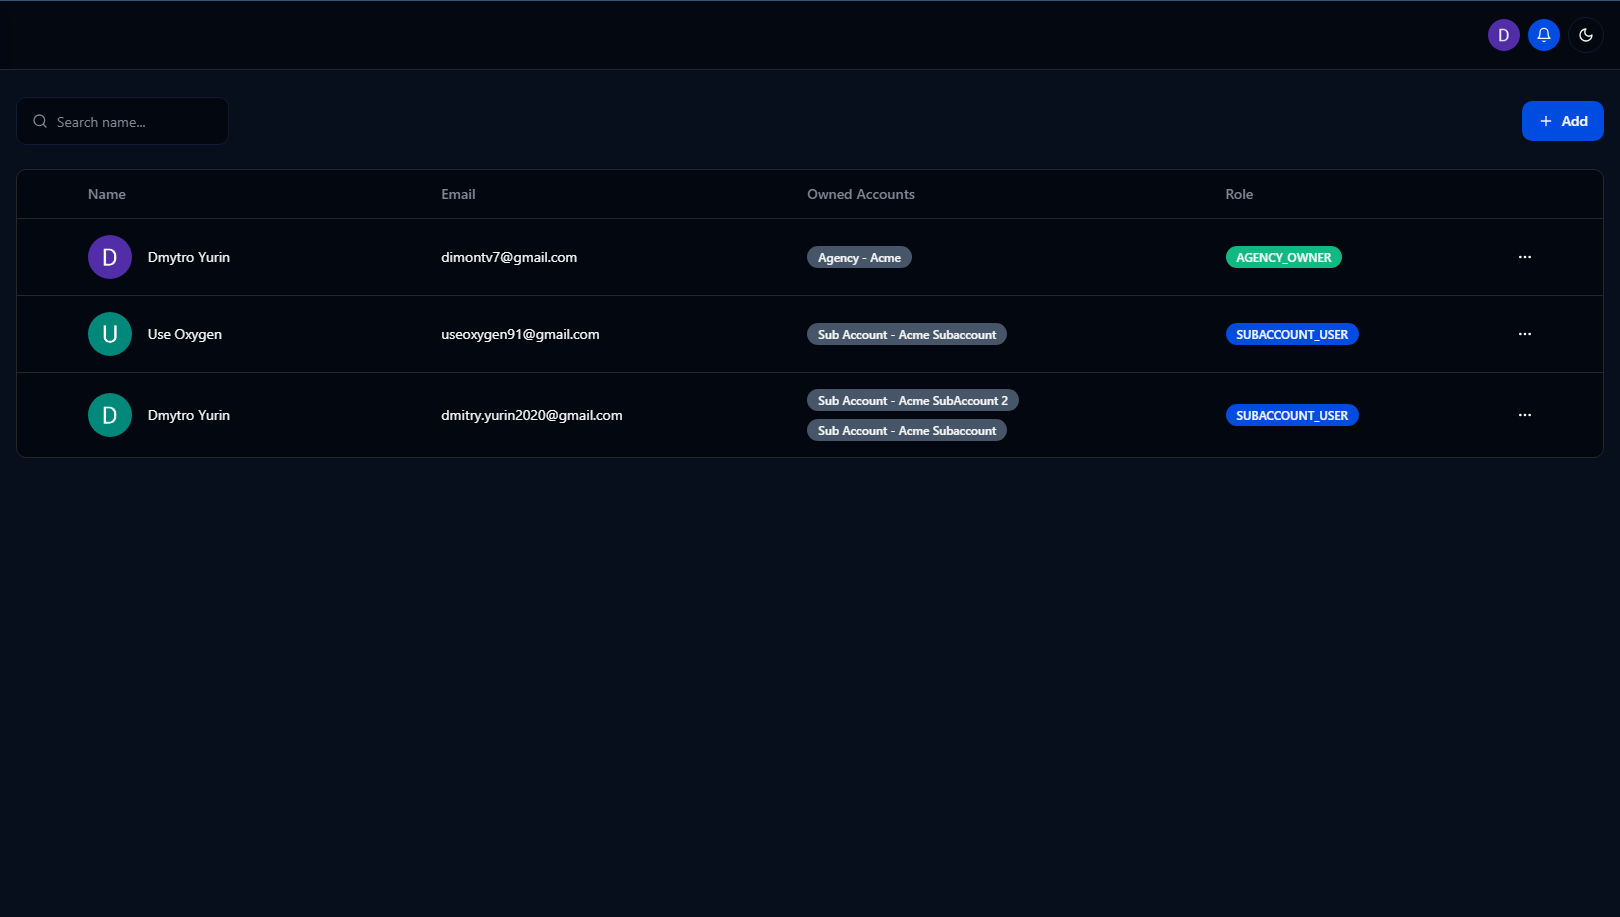 D
Search name...
Add
Name Email Owned Accounts Role
D Dmytro Yurin dimontv7@gmail.com Agency - Acme AGENCY_OWNER
U Use Oxygen useoxygen91@gmail.com Sub Account - Acme Subaccount SUBACCOUNT_USER
D Dmytro Yurin dmitry.yurin2020@gmail.com Sub Account - Acme SubAccount 2 SUBACCOUNT_USER
Sub Account - Acme Subaccount